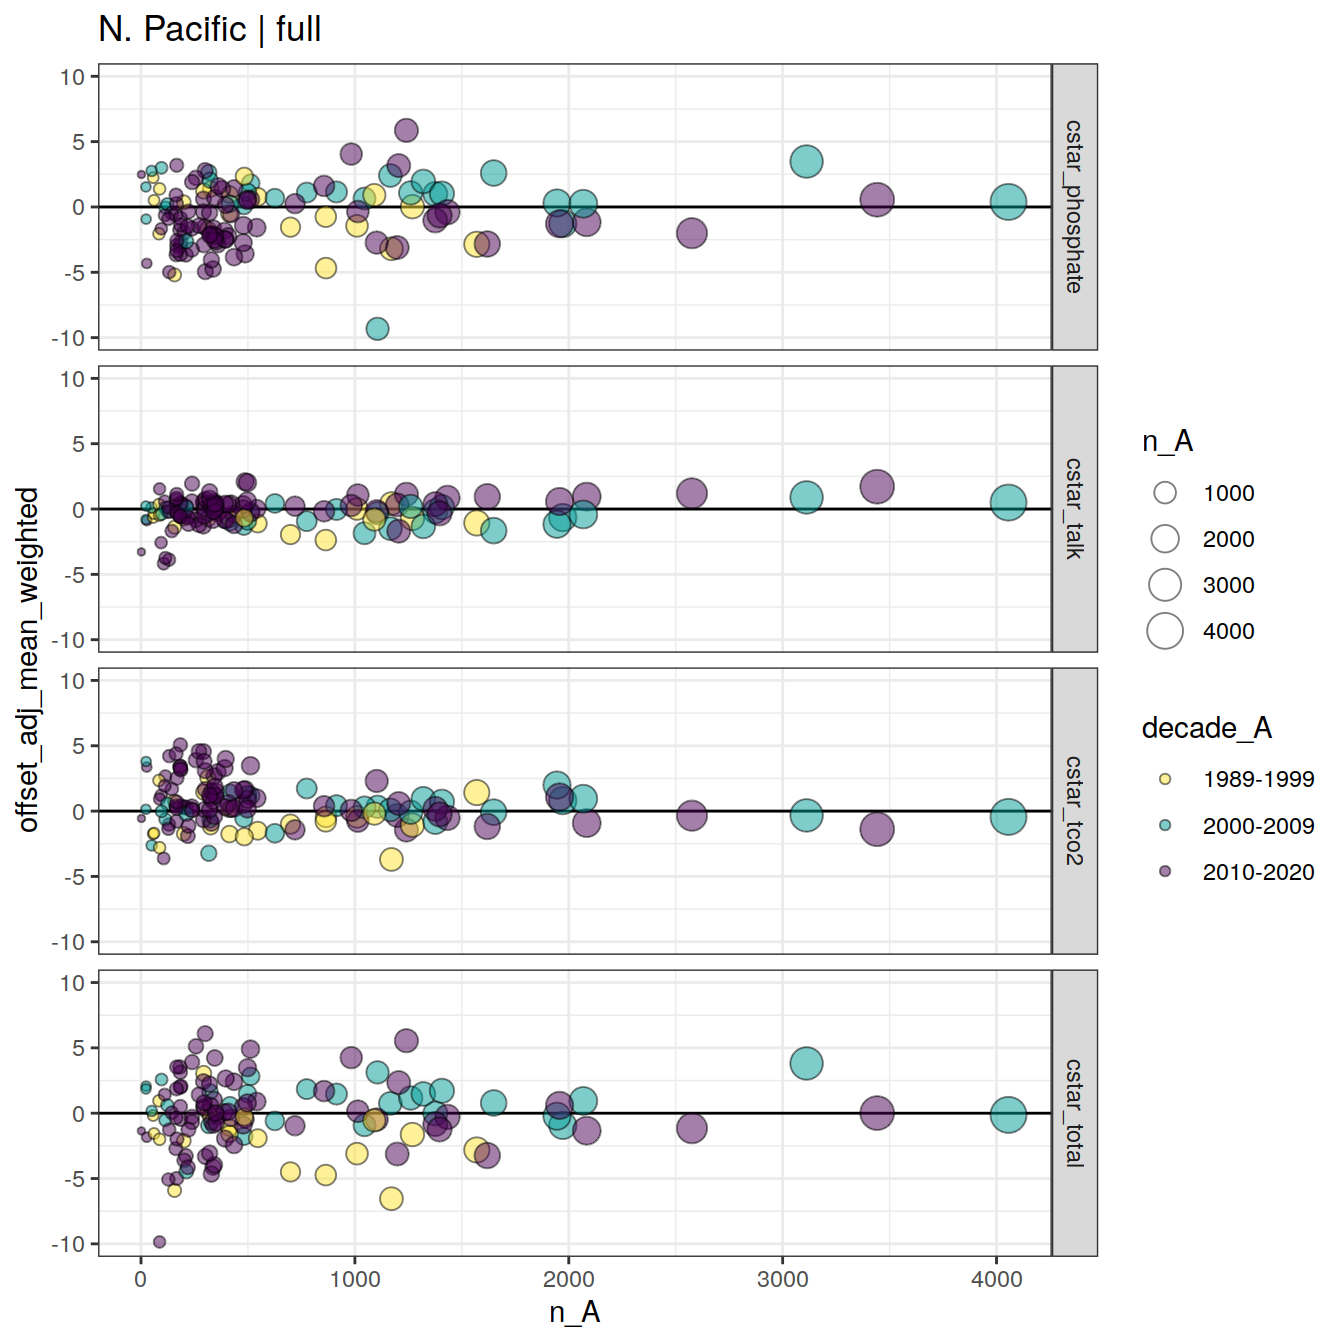 N. Pacific | full
10
5
0
-5
-10
cstar_phosphate
10
5
0
-5
-10
cstar_talk
10
5
0
-5
-10
cstar_tco2
10
5
0
-5
-10
cstar_total
offset_adj_mean_weighted
0 1000 2000 3000 4000
n_A
n_A
1000
2000
3000
4000
decade_A
1989-1999
2000-2009
2010-2020